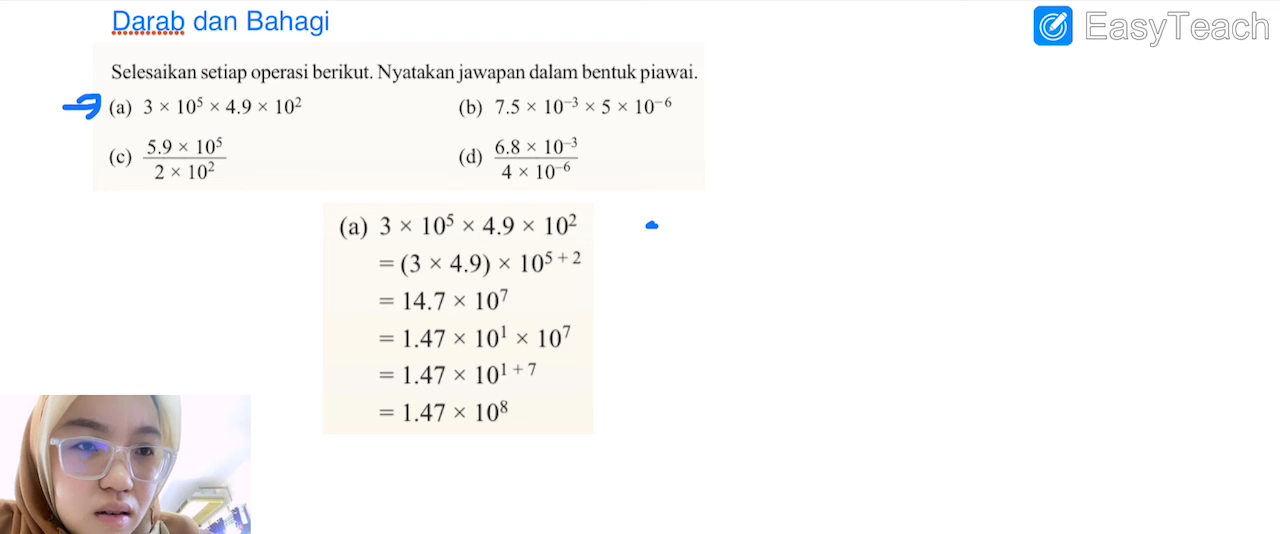 Darab dan Bahagi
EasyTeach
Selesaikan setiap operasi berikut. Nyatakan jawapan dalam bentuk piawai.
(a) 3 × 10⁵ × 4.9 × 10²
(b) 7.5 × 10⁻³ × 5 × 10⁻⁶
(c) 5.9 × 10⁵
2 × 10²
(d) 6.8 × 10⁻³
4 × 10⁻⁶
(a) 3 × 10⁵ × 4.9 × 10²
= (3 × 4.9) × 10⁵⁺²
= 14.7 × 10⁷
= 1.47 × 10¹ × 10⁷
= 1.47 × 10¹⁺⁷
= 1.47 × 10⁸